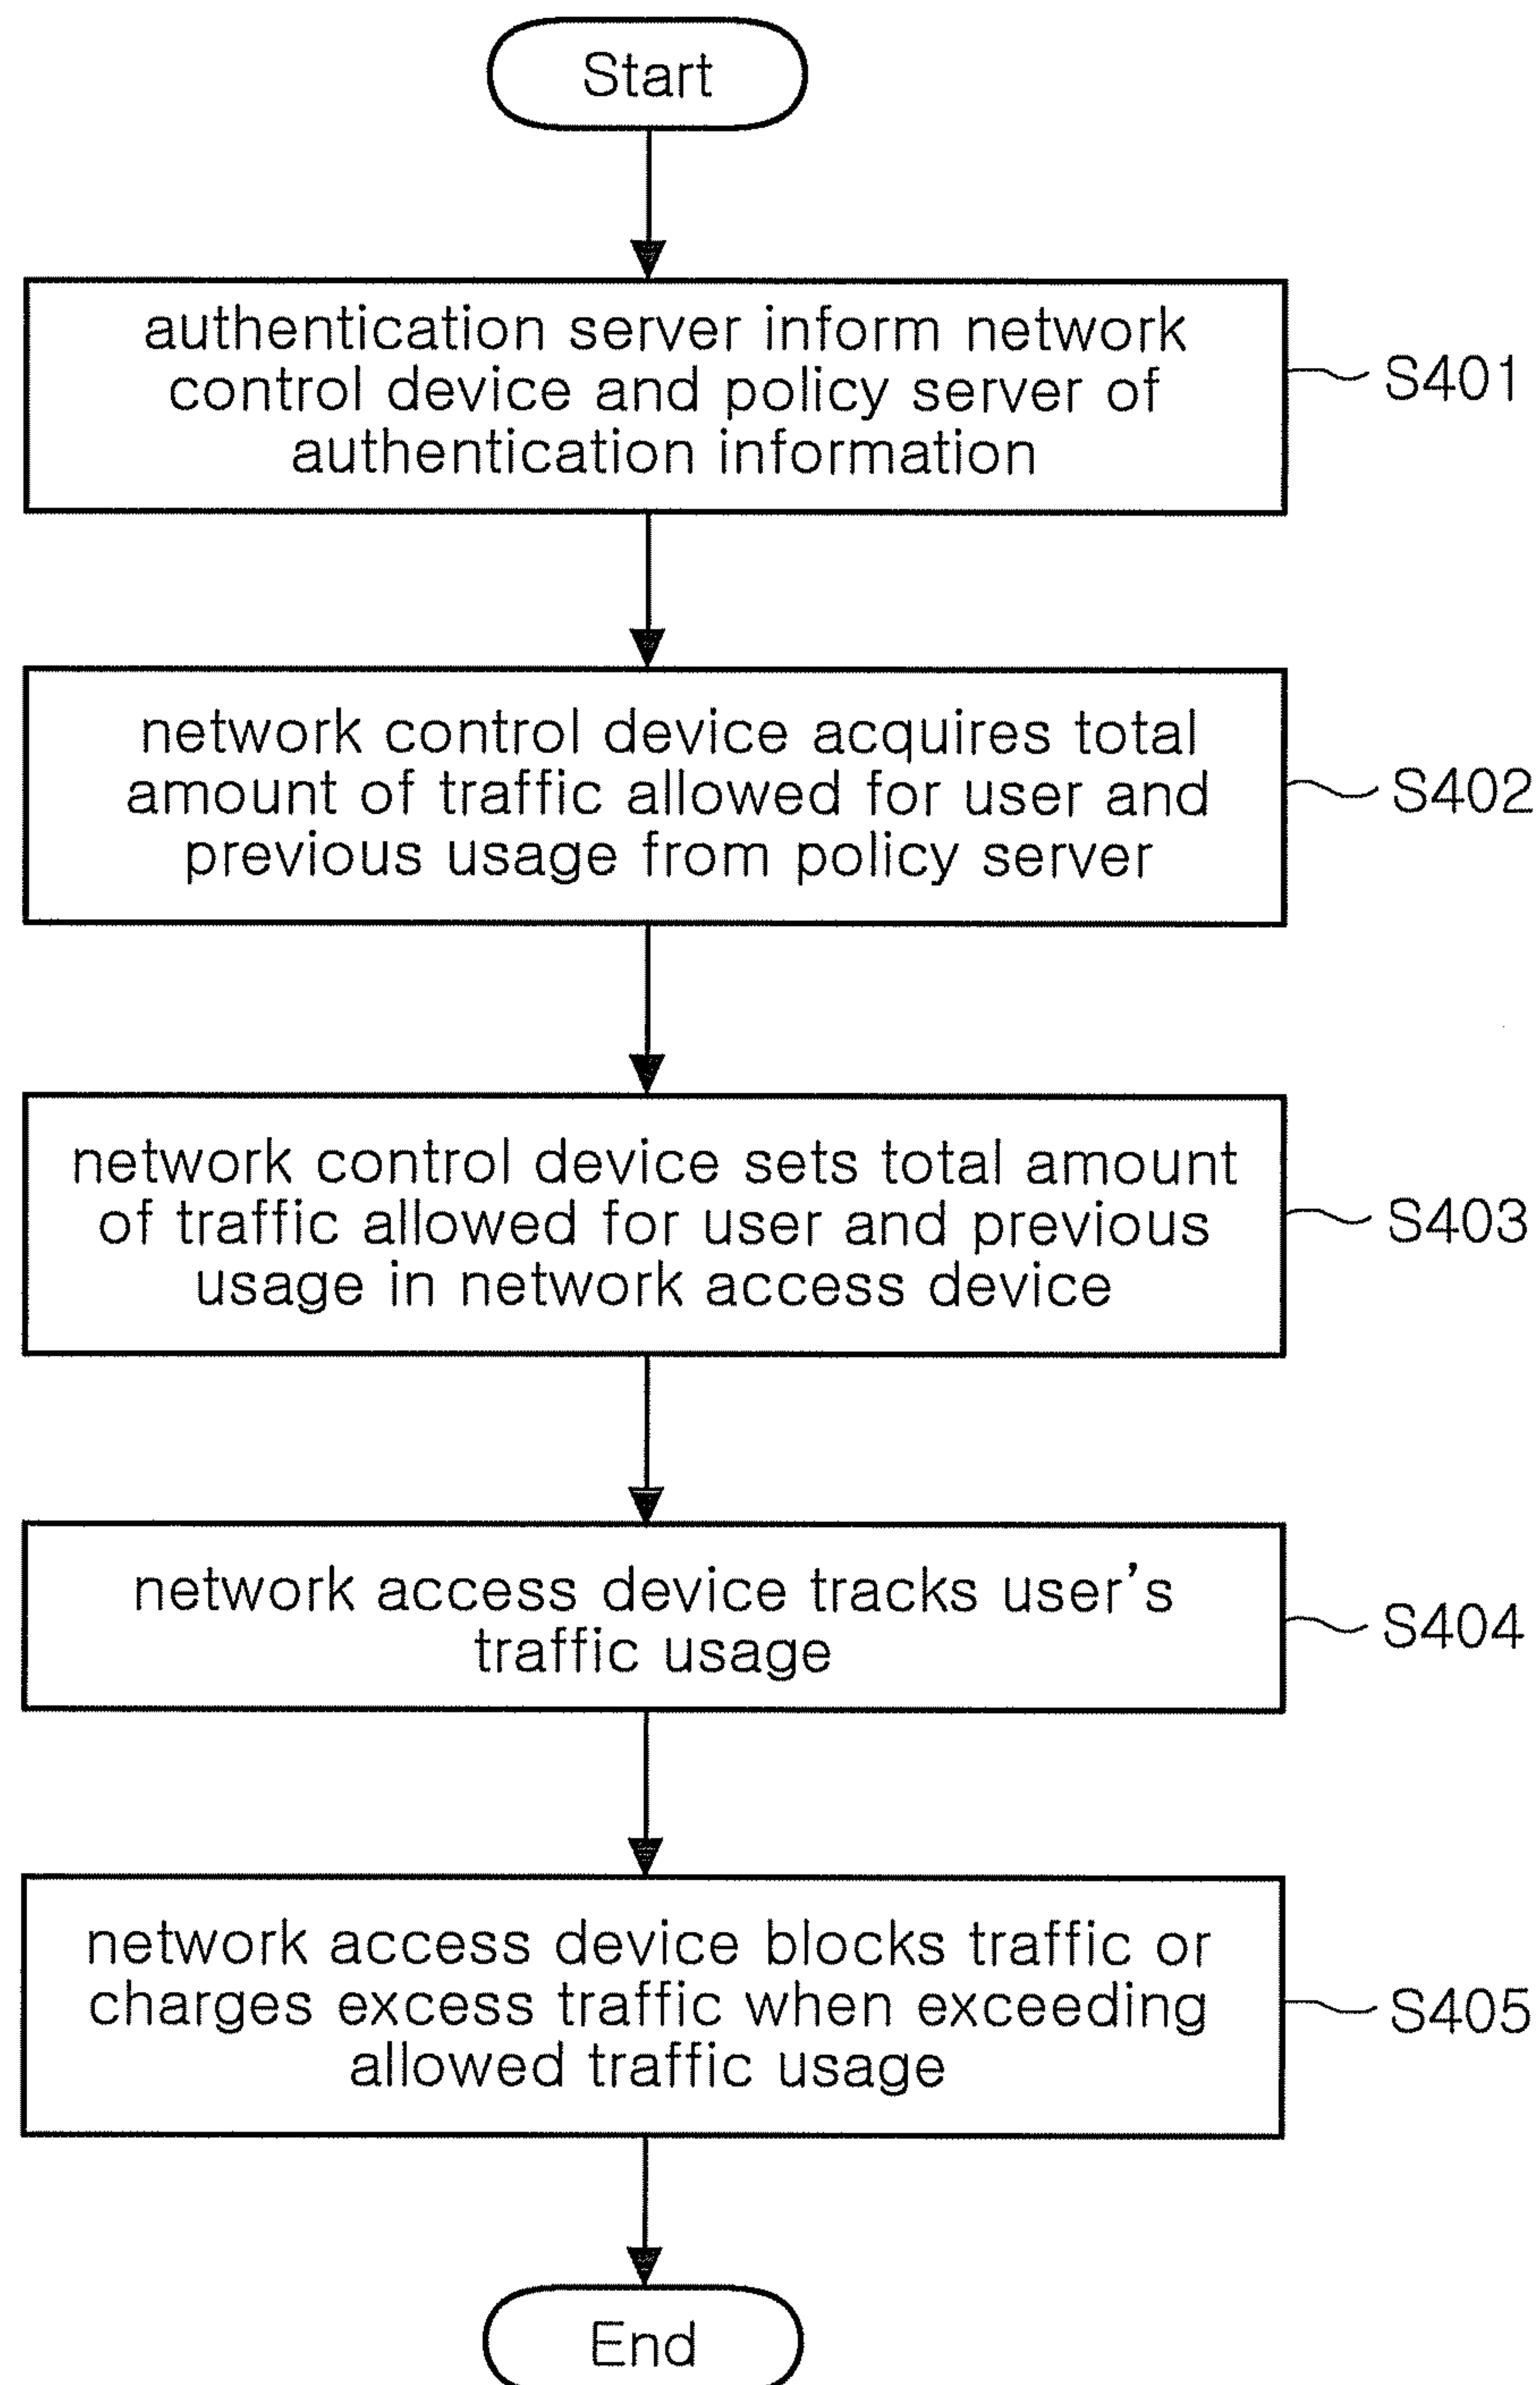 Start
authentication server inform network
control device and policy server of
authentication information
S401
network control device acquires total
amount of traffic allowed for user and
previous usage from policy server
S402
network control device sets total amount
of traffic allowed for user and previous
usage in network access device
S403
network access device tracks user’s
traffic usage
S404
network access device blocks traffic or
charges excess traffic when exceeding
allowed traffic usage
S405
End